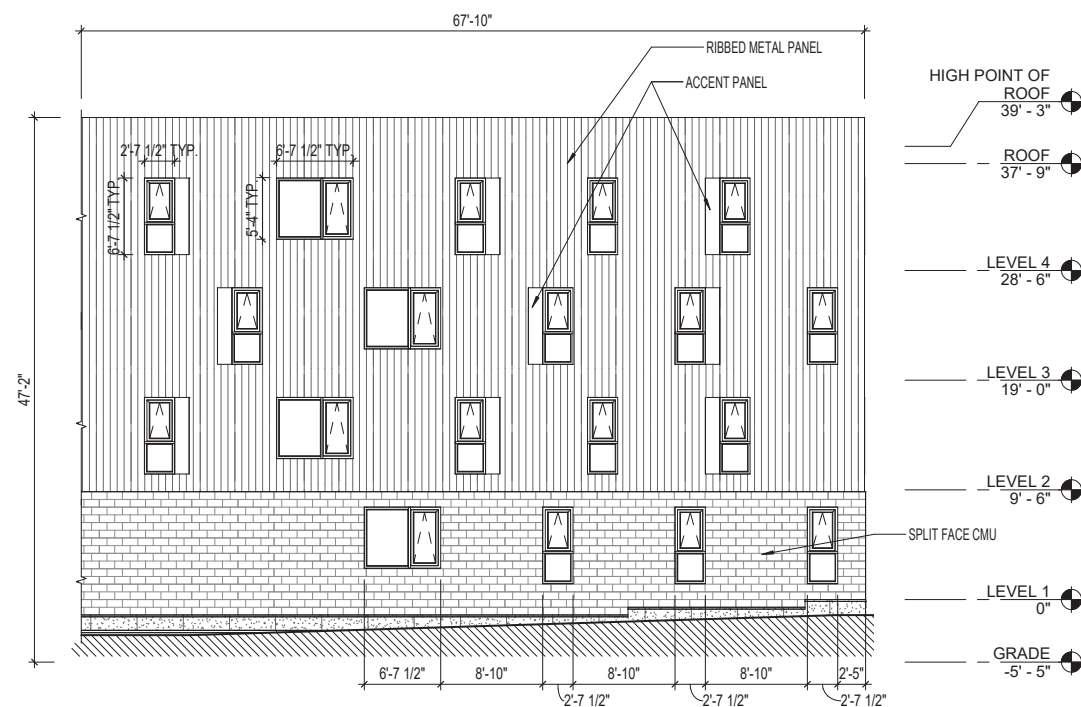 67'-10"
RIBBED METAL PANEL
ACCENT PANEL
HIGH POINT OF
ROOF
39' - 3"
ROOF
37' - 9"
2'-7 1/2" TYP.
6'-7 1/2" TYP.
6'-7 1/2" TYP.
5'-4" TYP.
LEVEL 4
28' - 6"
47'-2"
LEVEL 3
19' - 0"
LEVEL 2
9' - 6"
SPLIT FACE CMU
LEVEL 1
0"
GRADE
-5' - 5"
6'-7 1/2"
8'-10"
8'-10"
8'-10"
2'-5"
2'-7 1/2"
2'-7 1/2"
2'-7 1/2"